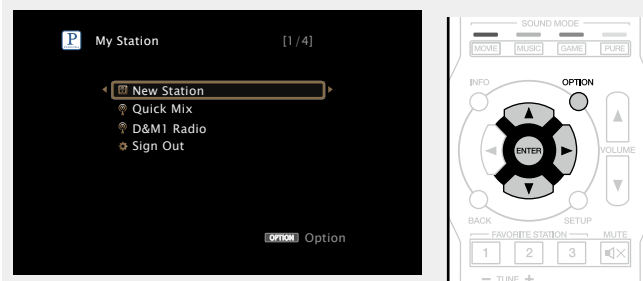 P
PANDORA
My Station [1/4]
New Station
Quick Mix
D&M1 Radio
Sign Out
OPTION Option
SOUND MODE
MOVIE MUSIC GAME PURE
INFO OPTION
ENTER
VOLUME
BACK SETUP
FAVORITE STATION MUTE
1 2 3
− TUNE +